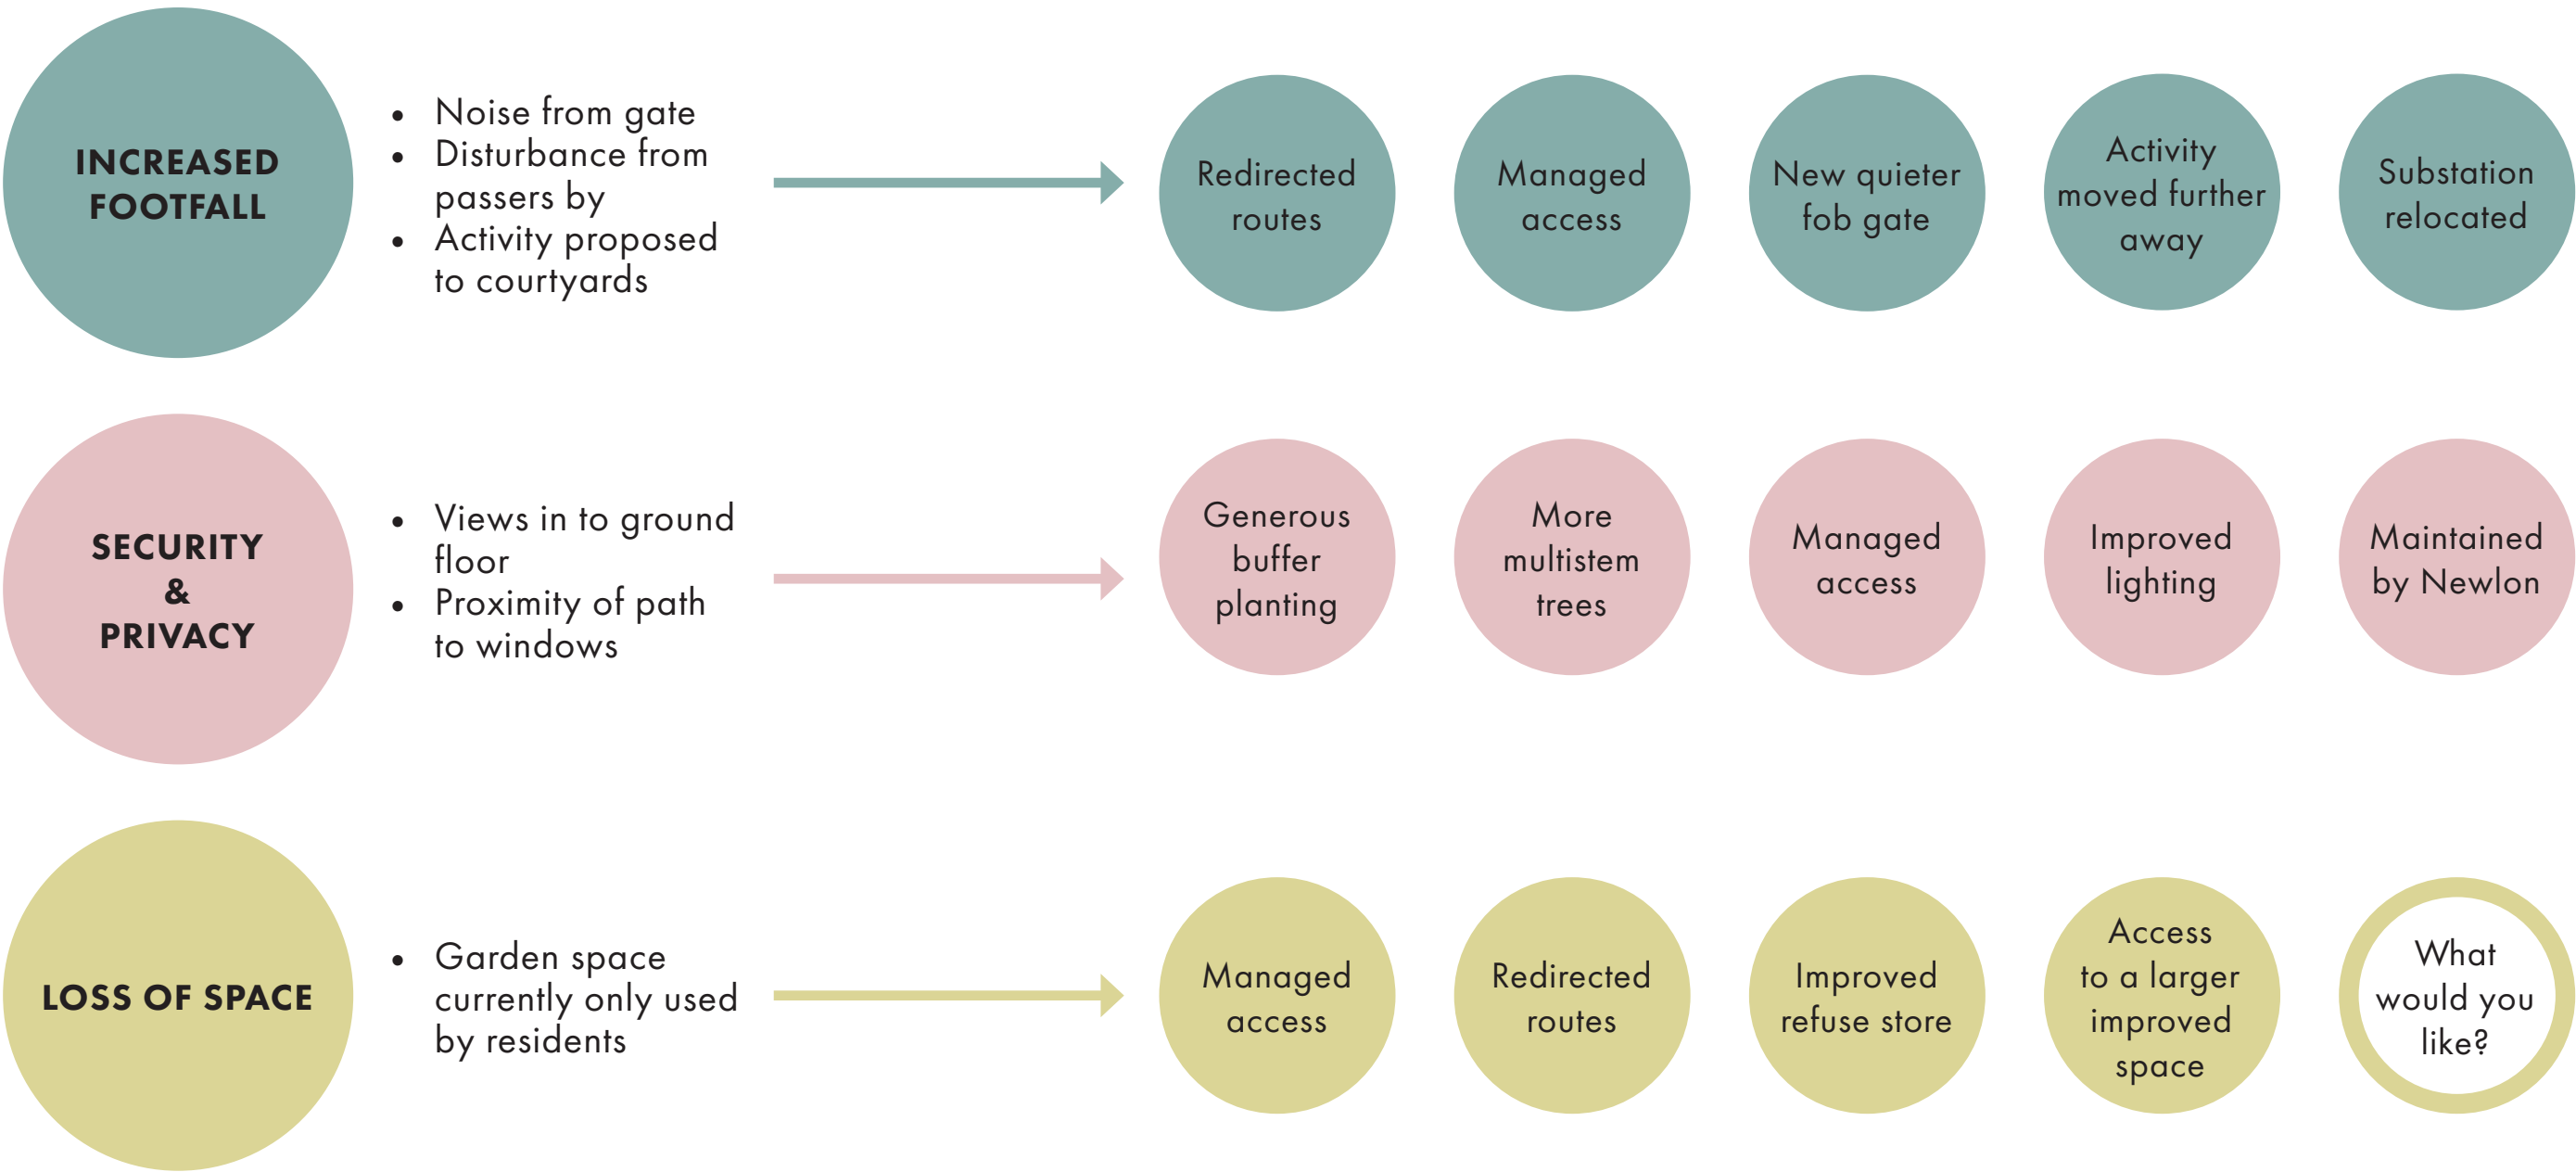 INCREASED
FOOTFALL
• Noise from gate
• Disturbance from
passers by
• Activity proposed
to courtyards
Redirected
routes
Managed
access
New quieter
fob gate
Activity
moved further
away
Substation
relocated
SECURITY
&
PRIVACY
• Views in to ground
floor
• Proximity of path
to windows
Generous
buffer
planting
More
multistem
trees
Managed
access
Improved
lighting
Maintained
by Newlon
LOSS OF SPACE
• Garden space
currently only used
by residents
Managed
access
Redirected
routes
Improved
refuse store
Access
to a larger
improved
space
What
would you
like?